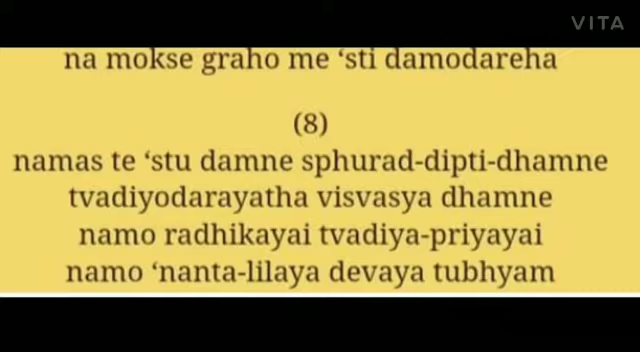 VITA
na mokse graho me ‘sti damodareha
(8)
namas te ‘stu damne sphurad-dipti-dhamne
tvadiyodarayatha visvasya dhamne
namo radhikayai tvadiya-priyayai
namo ‘nanta-lilaya devaya tubhyam